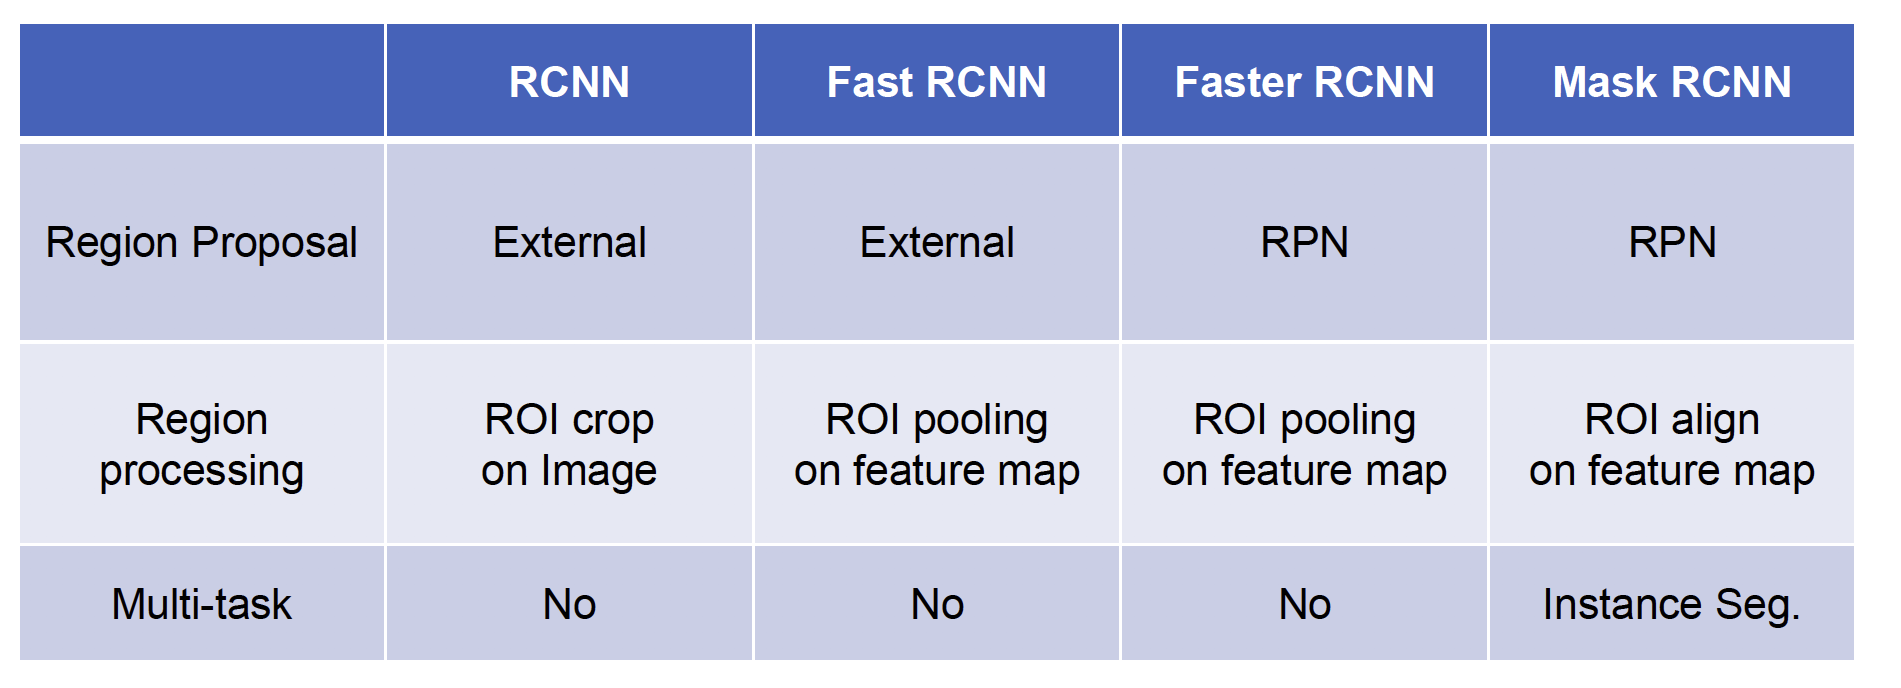 RCNN Fast RCNN Faster RCNN Mask RCNN
Region Proposal External External RPN RPN
Region processing ROI crop on Image ROI pooling on feature map ROI pooling on feature map ROI align on feature map
Multi-task No No No Instance Seg.